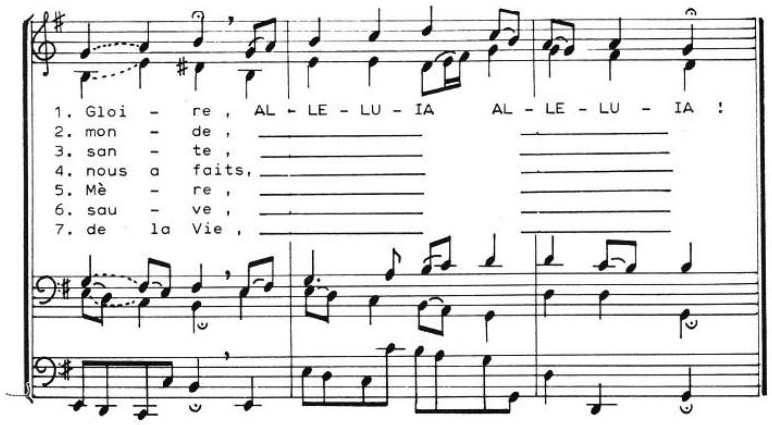 1. Gloi – re , AL – LE – LU – IA AL – LE – LU – IA !
2. mon – de , 
3. san – te , 
4. nous a faits, 
5. Mè – re , 
6. sau – ve , 
7. de la Vie ,